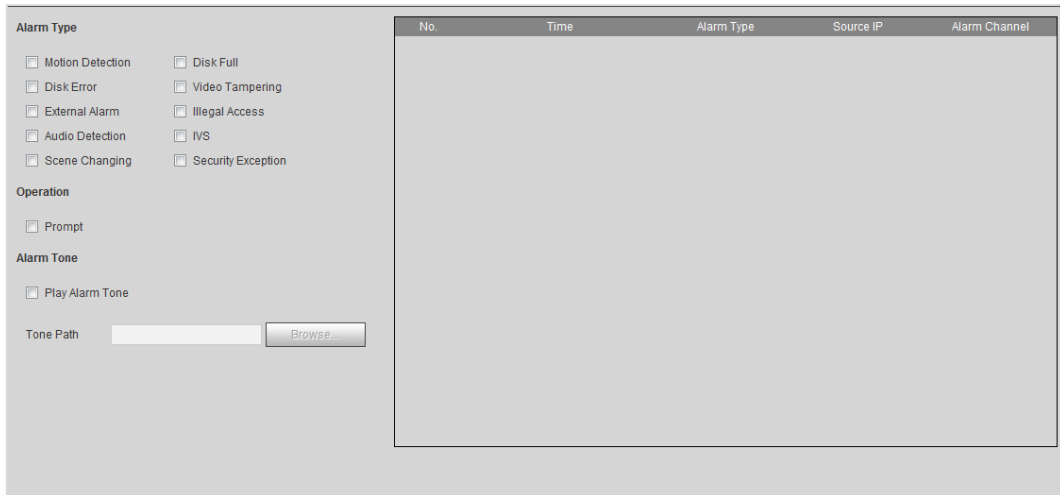 Alarm Type
Motion Detection Disk Full
Disk Error Video Tampering
External Alarm Illegal Access
Audio Detection IVS
Scene Changing Security Exception
Operation
Prompt
Alarm Tone
Play Alarm Tone
Tone Path Browse...
No. Time Alarm Type Source IP Alarm Channel